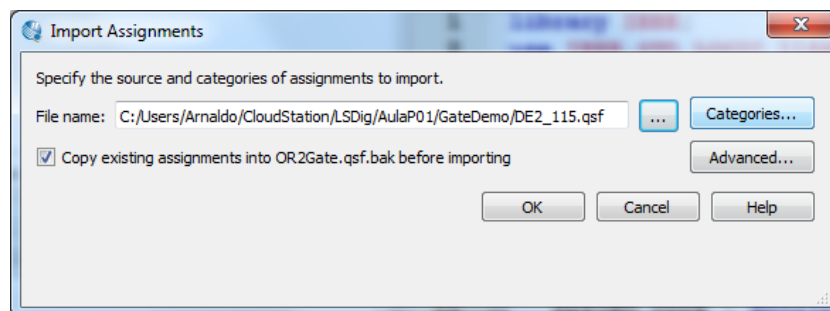 Import Assignments
Specify the source and categories of assignments to import.
File name: C:/Users/Arnaldo/CloudStation/LSDig/AulaP01/GateDemo/DE2_115.qsf ... Categories...
Copy existing assignments into OR2Gate.qsf.bak before importing Advanced...
OK Cancel Help